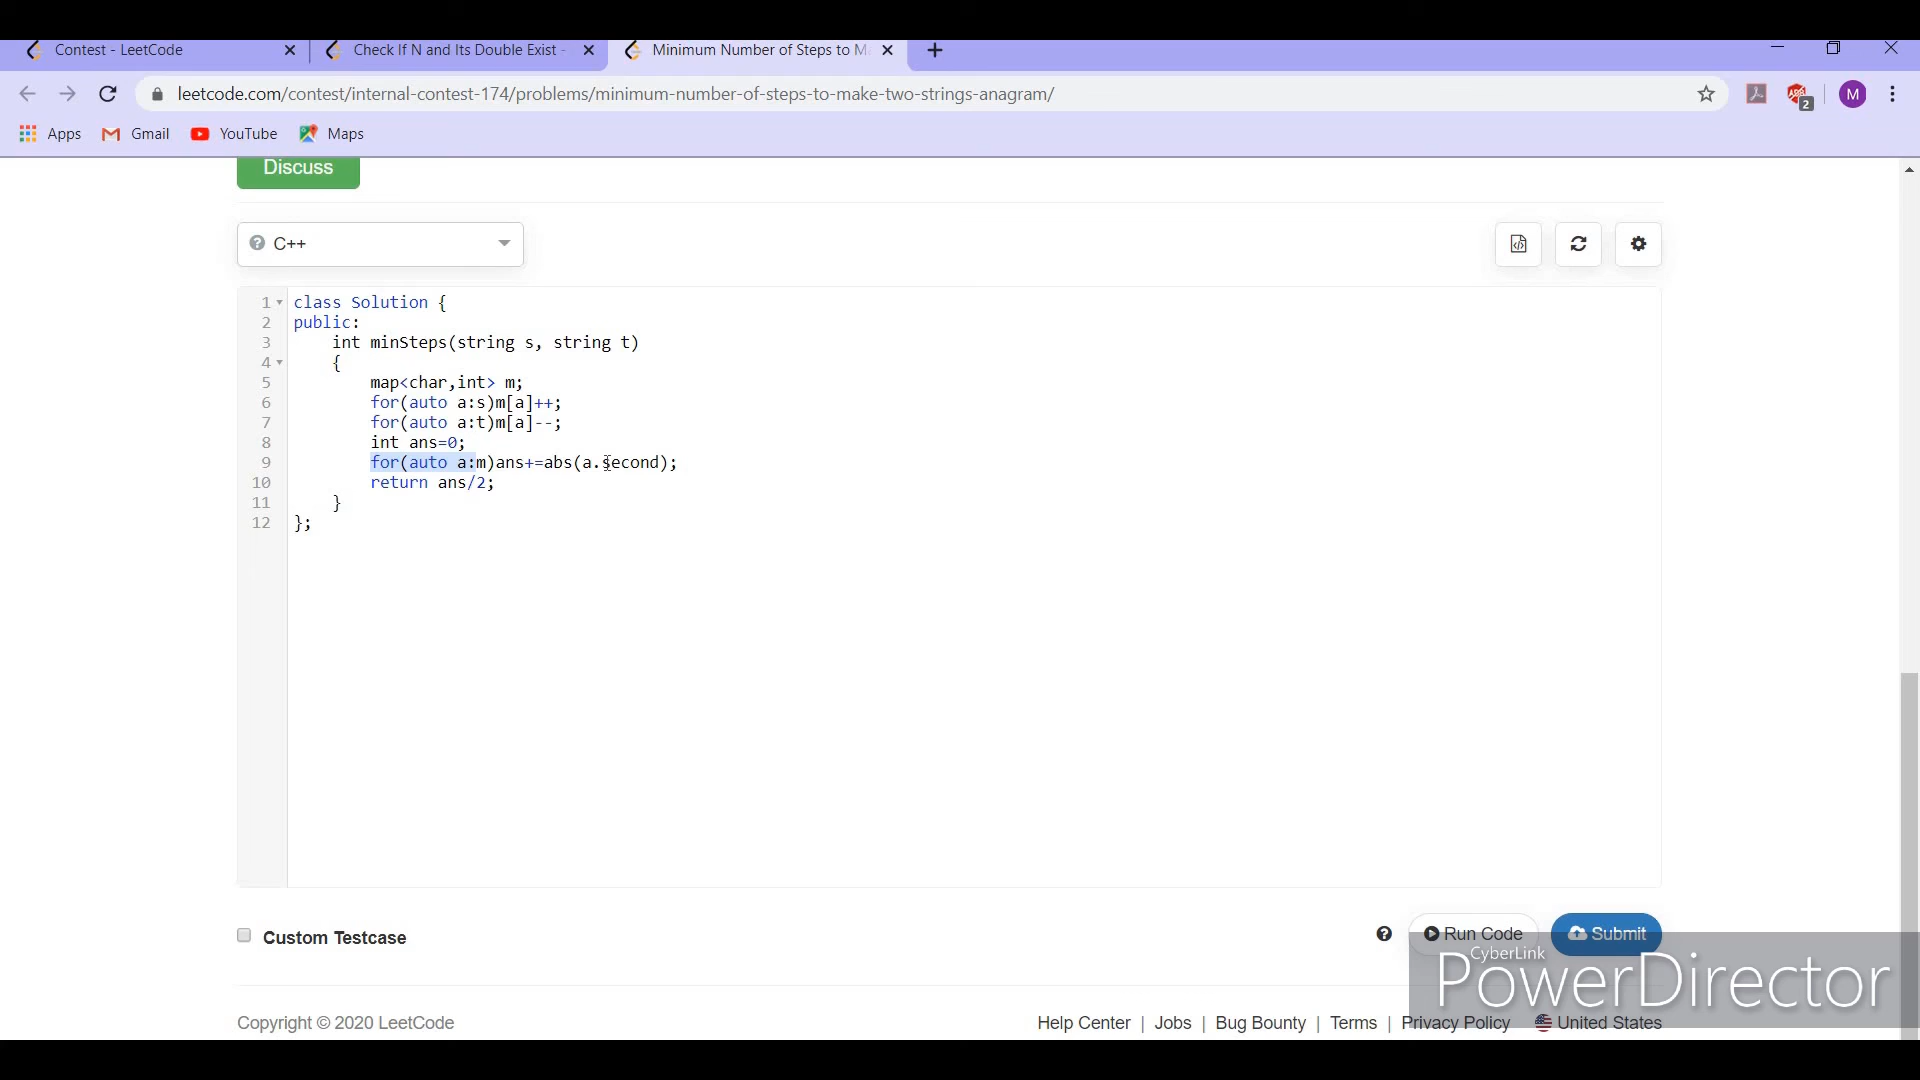 Contest - LeetCode
Check If N and Its Double Exist -
Minimum Number of Steps to Ma
leetcode.com/contest/internal-contest-174/problems/minimum-number-of-steps-to-make-two-strings-anagram/
2
M
Apps
Gmail
YouTube
Maps
Discuss
C++
1 class Solution {
2 public:
3     int minSteps(string s, string t)
4     {
5         map<char,int> m;
6         for(auto a:s)m[a]++;
7         for(auto a:t)m[a]--;
8         int ans=0;
9         for(auto a:m)ans+=abs(a.second);
10         return ans/2;
11     }
12 };
Custom Testcase
Run Code
Submit
CyberLink
PowerDirector
Copyright © 2020 LeetCode
Help Center | Jobs | Bug Bounty | Terms | Privacy Policy
United States